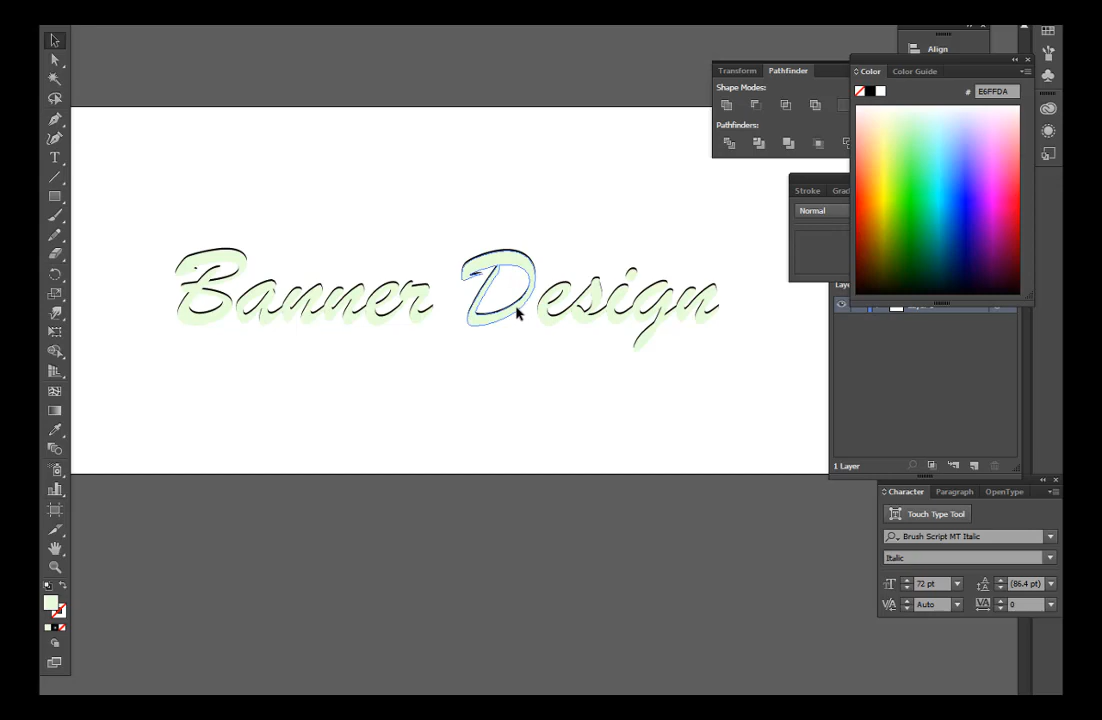 Align
Transform Pathfinder
Color Color Guide
Shape Modes:
# E6FFDA
Pathfinders:
Stroke Grad
Normal
Banner Design
1 Layer
Character Paragraph OpenType
Touch Type Tool
Brush Script MT Italic
Italic
72 pt (86.4 pt)
Auto 0